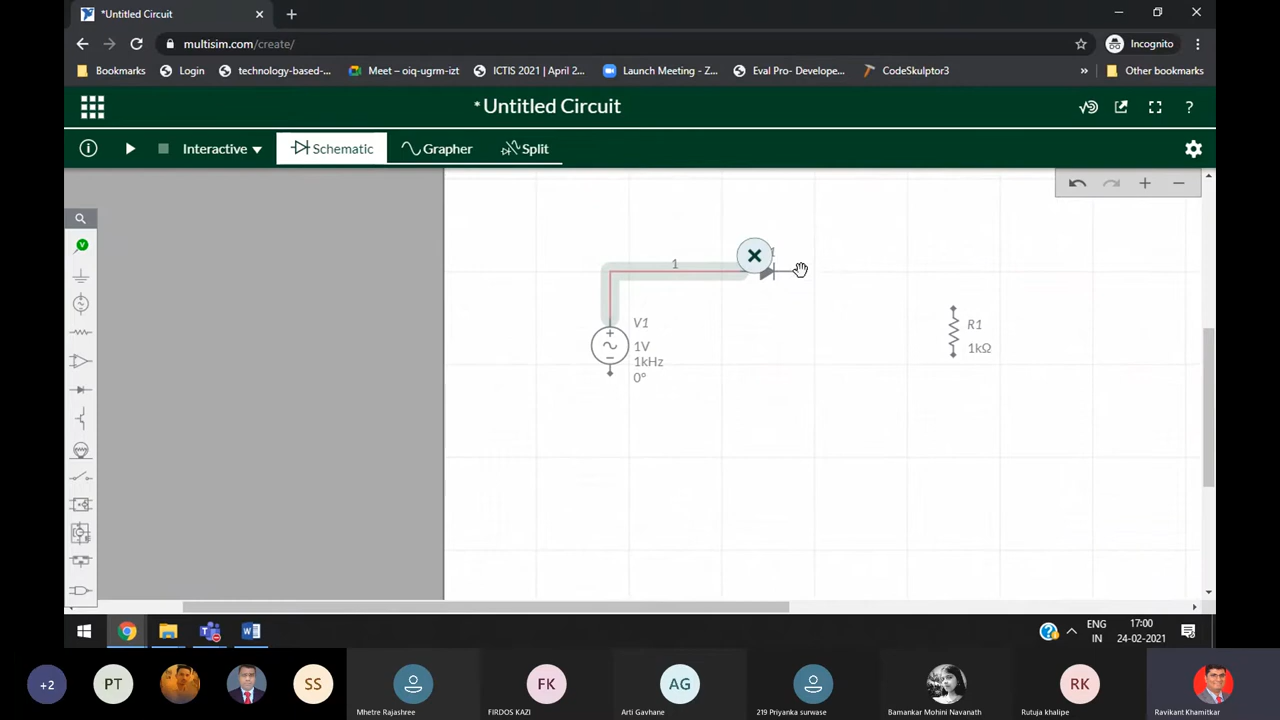 *Untitled Circuit
multisim.com/create/
Incognito
Bookmarks
Login
technology-based-...
Meet – oiq-ugrm-izt
ICTIS 2021 | April 2...
Launch Meeting - Z...
Eval Pro- Develope...
CodeSkulptor3
»
Other bookmarks
*Untitled Circuit
Interactive
Schematic
Grapher
Split
1
V1
1V
1kHz
0°
R1
1kΩ
ENG
IN
17:00
24-02-2021
+2
PT
SS
FK
AG
RK
Mhetre Rajashree
FIRDOS KAZI
Arti Gavhane
219 Priyanka surwase
Bamankar Mohini Navanath
Rutuja khalipe
Ravikant Khamitkar